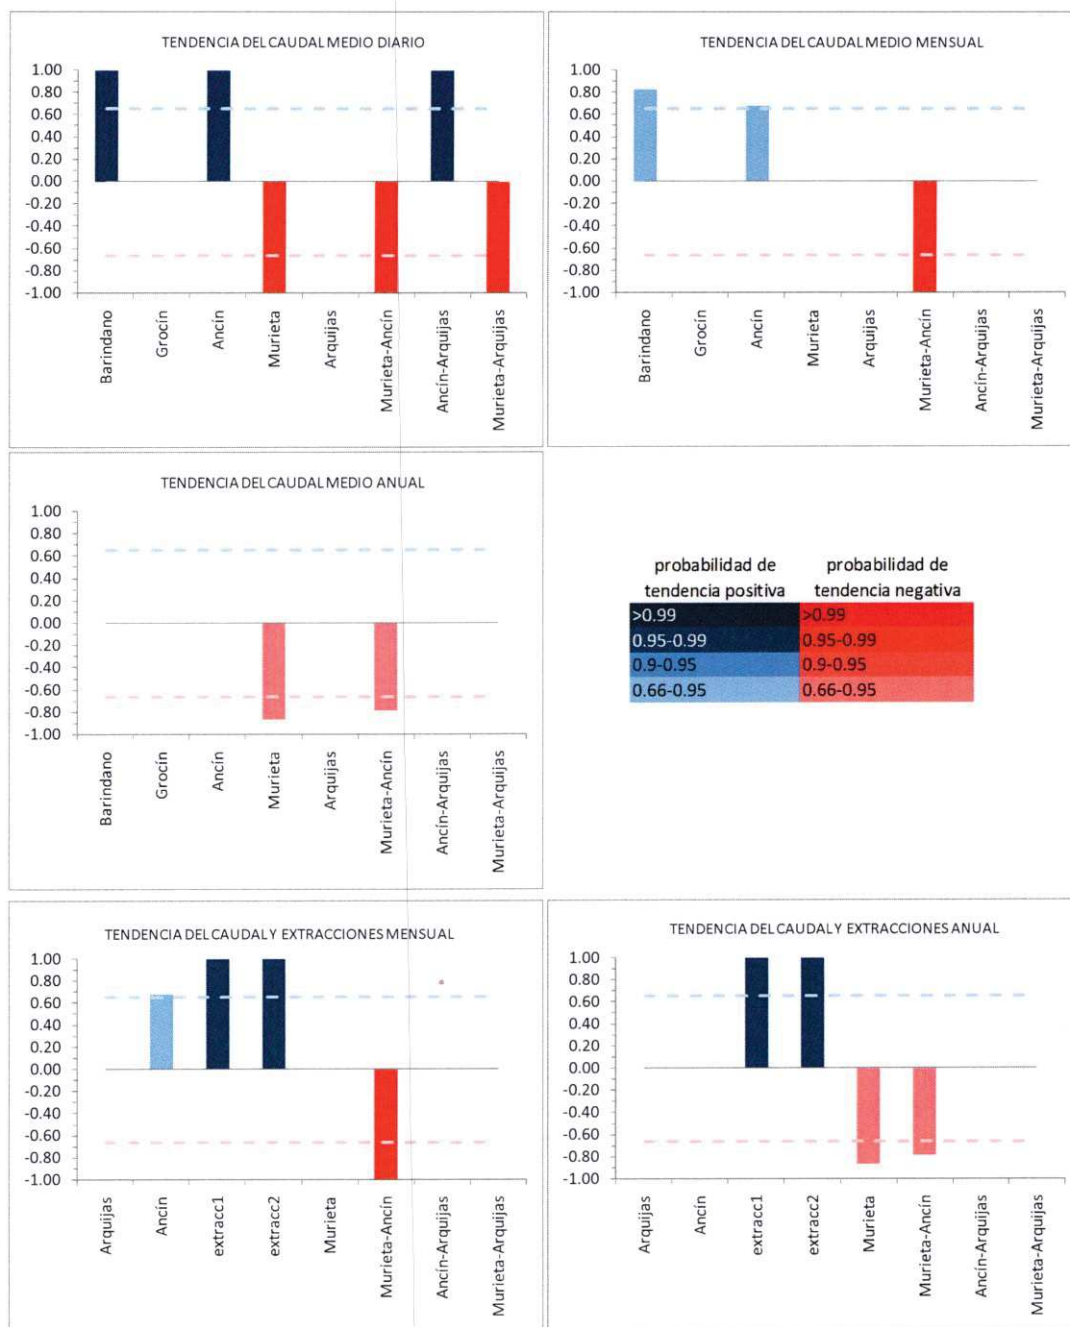 TENDENCIA DEL CAUDAL MEDIO DIARIO
1.00
0.80
0.60
0.40
0.20
0.00
-0.20
-0.40
-0.60
-0.80
-1.00
Barindano
Grocín
Ancín
Murieta
Arquijas
Murieta-Ancín
Ancín-Arquijas
Murieta-Arquijas
TENDENCIA DEL CAUDAL MEDIO MENSUAL
1.00
0.80
0.60
0.40
0.20
0.00
-0.20
-0.40
-0.60
-0.80
-1.00
Barindano
Grocín
Ancín
Murieta
Arquijas
Murieta-Ancín
Ancín-Arquijas
Murieta-Arquijas
TENDENCIA DEL CAUDAL MEDIO ANUAL
1.00
0.80
0.60
0.40
0.20
0.00
-0.20
-0.40
-0.60
-0.80
-1.00
Barindano
Grocín
Ancín
Murieta
Arquijas
Murieta-Ancín
Ancín-Arquijas
Murieta-Arquijas
probabilidad de probabilidad de
tendencia positiva tendencia negativa
>0.99 >0.99
0.95-0.99 0.95-0.99
0.9-0.95 0.9-0.95
0.66-0.95 0.66-0.95
TENDENCIA DEL CAUDAL Y EXTRACCIONES MENSUAL
1.00
0.80
0.60
0.40
0.20
0.00
-0.20
-0.40
-0.60
-0.80
-1.00
Arquijas
Ancín
extracc1
extracc2
Murieta
Murieta-Ancín
Ancín-Arquijas
Murieta-Arquijas
TENDENCIA DEL CAUDAL Y EXTRACCIONES ANUAL
1.00
0.80
0.60
0.40
0.20
0.00
-0.20
-0.40
-0.60
-0.80
-1.00
Arquijas
Ancín
extracc1
extracc2
Murieta
Murieta-Ancín
Ancín-Arquijas
Murieta-Arquijas